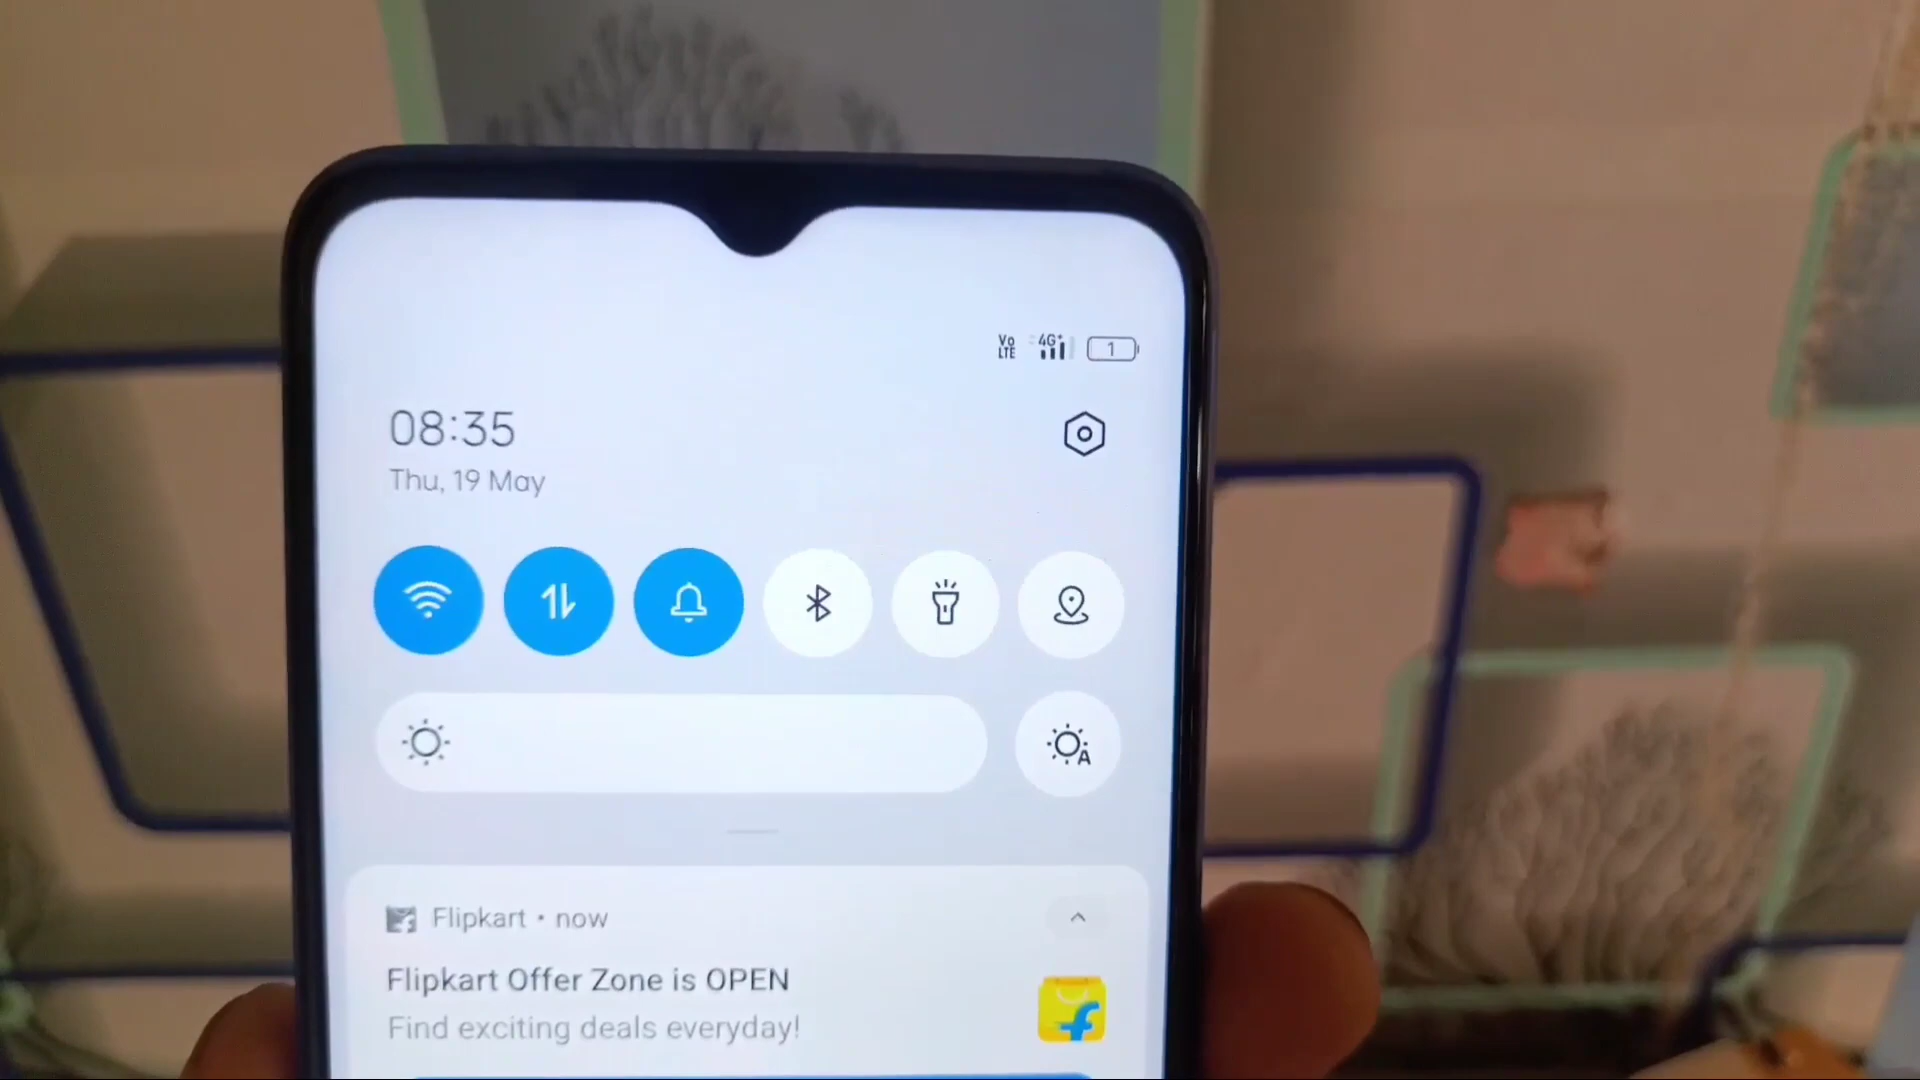 Vo
LTE
4G+
1
08:35
Thu, 19 May
A
Flipkart • now
Flipkart Offer Zone is OPEN
Find exciting deals everyday!